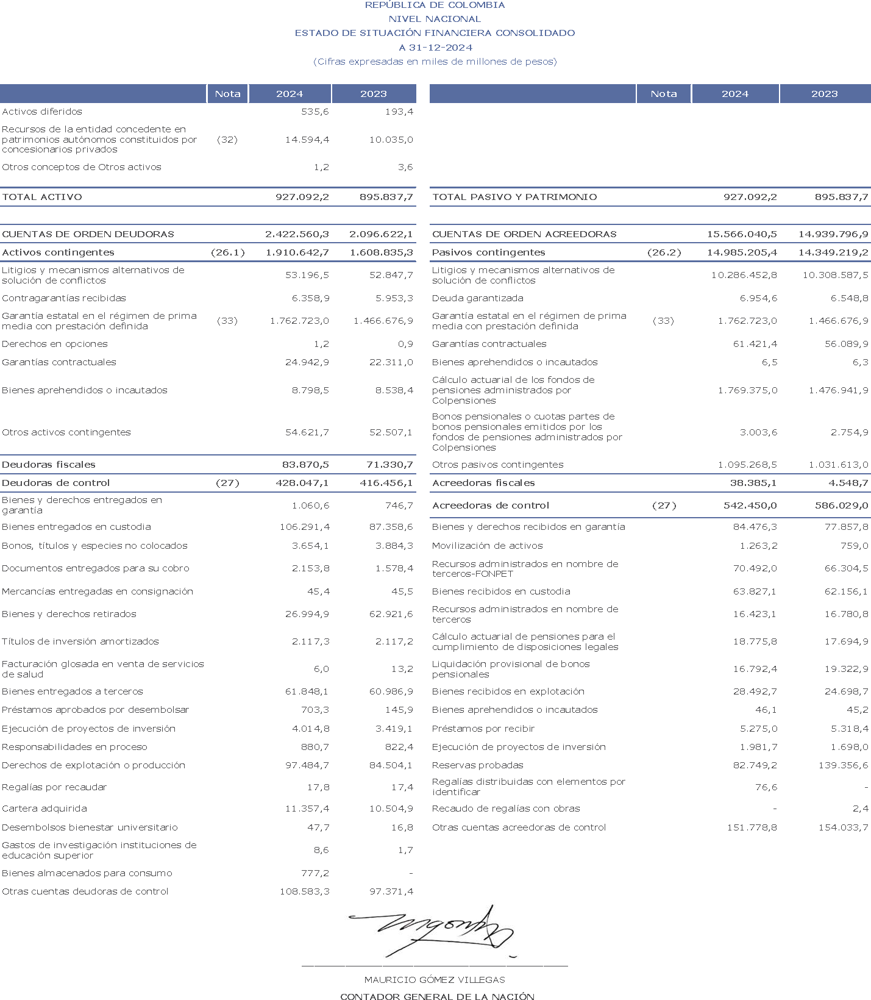 REPÚBLICA DE COLOMBIA
NIVEL NACIONAL
ESTADO DE SITUACIÓN FINANCIERA CONSOLIDADO
A 31-12-2024
(Cifras expresadas en miles de millones de pesos)
Nota 2024 2023
Activos diferidos 535,6 193,4
Recursos de la entidad concedente en
patrimonios autónomos constituidos por (32) 14.594,4 10.035,0
concesionarios privados
Otros conceptos de Otros activos 1,2 3,6
TOTAL ACTIVO 927.092,2 895.837,7
CUENTAS DE ORDEN DEUDORAS 2.422.560,3 2.096.622,1
Activos contingentes (26.1) 1.910.642,7 1.608.835,3
Litigios y mecanismos alternativos de
solución de conflictos 53.196,5 52.847,7
Contragarantías recibidas 6.358,9 5.953,3
Garantía estatal en el régimen de prima
media con prestación definida (33) 1.762.723,0 1.466.676,9
Derechos en opciones 1,2 0,9
Garantías contractuales 24.942,9 22.311,0
Bienes aprehendidos o incautados 8.798,5 8.538,4
Otros activos contingentes 54.621,7 52.507,1
Deudoras fiscales 83.870,5 71.330,7
Deudoras de control (27) 428.047,1 416.456,1
Bienes y derechos entregados en
garantía 1.060,6 746,7
Bienes entregados en custodia 106.291,4 87.358,6
Bonos, títulos y especies no colocados 3.654,1 3.884,3
Documentos entregados para su cobro 2.153,8 1.578,4
Mercancías entregadas en consignación 45,4 45,5
Bienes y derechos retirados 26.994,9 62.921,6
Títulos de inversión amortizados 2.117,3 2.117,2
Facturación glosada en venta de servicios
de salud 6,0 13,2
Bienes entregados a terceros 61.848,1 60.986,9
Préstamos aprobados por desembolsar 703,3 145,9
Ejecución de proyectos de inversión 4.014,8 3.419,1
Responsabilidades en proceso 880,7 822,4
Derechos de explotación o producción 97.484,7 84.504,1
Regalías por recaudar 17,8 17,4
Cartera adquirida 11.357,4 10.504,9
Desembolsos bienestar universitario 47,7 16,8
Gastos de investigación instituciones de
educación superior 8,6 1,7
Bienes almacenados para consumo 777,2 -
Otras cuentas deudoras de control 108.583,3 97.371,4
Nota 2024 2023
TOTAL PASIVO Y PATRIMONIO 927.092,2 895.837,7
CUENTAS DE ORDEN ACREEDORAS 15.566.040,5 14.939.796,9
Pasivos contingentes (26.2) 14.985.205,4 14.349.219,2
Litigios y mecanismos alternativos de
solución de conflictos 10.286.452,8 10.308.587,5
Deuda garantizada 6.954,6 6.548,8
Garantía estatal en el régimen de prima
media con prestación definida (33) 1.762.723,0 1.466.676,9
Garantías contractuales 61.421,4 56.089,9
Bienes aprehendidos o incautados 6,5 6,3
Cálculo actuarial de los fondos de
pensiones administrados por 1.769.375,0 1.476.941,9
Colpensiones
Bonos pensionales o cuotas partes de
bonos pensionales emitidos por los
fondos de pensiones administrados por 3.003,6 2.754,9
Colpensiones
Otros pasivos contingentes 1.095.268,5 1.031.613,0
Acreedoras fiscales 38.385,1 4.548,7
Acreedoras de control (27) 542.450,0 586.029,0
Bienes y derechos recibidos en garantía 84.476,3 77.857,8
Movilización de activos 1.263,2 759,0
Recursos administrados en nombre de
terceros-FONPET 70.492,0 66.304,5
Bienes recibidos en custodia 63.827,1 62.156,1
Recursos administrados en nombre de
terceros 16.423,1 16.780,8
Cálculo actuarial de pensiones para el
cumplimiento de disposiciones legales 18.775,8 17.694,9
Liquidación provisional de bonos
pensionales 16.792,4 19.322,9
Bienes recibidos en explotación 28.492,7 24.698,7
Bienes aprehendidos o incautados 46,1 45,2
Préstamos por recibir 5.275,0 5.318,4
Ejecución de proyectos de inversión 1.981,7 1.698,0
Reservas probadas 82.749,2 139.356,6
Regalías distribuidas con elementos por
identificar 76,6 -
Recaudo de regalías con obras - 2,4
Otras cuentas acreedoras de control 151.778,8 154.033,7
MAURICIO GÓMEZ VILLEGAS
CONTADOR GENERAL DE LA NACIÓN